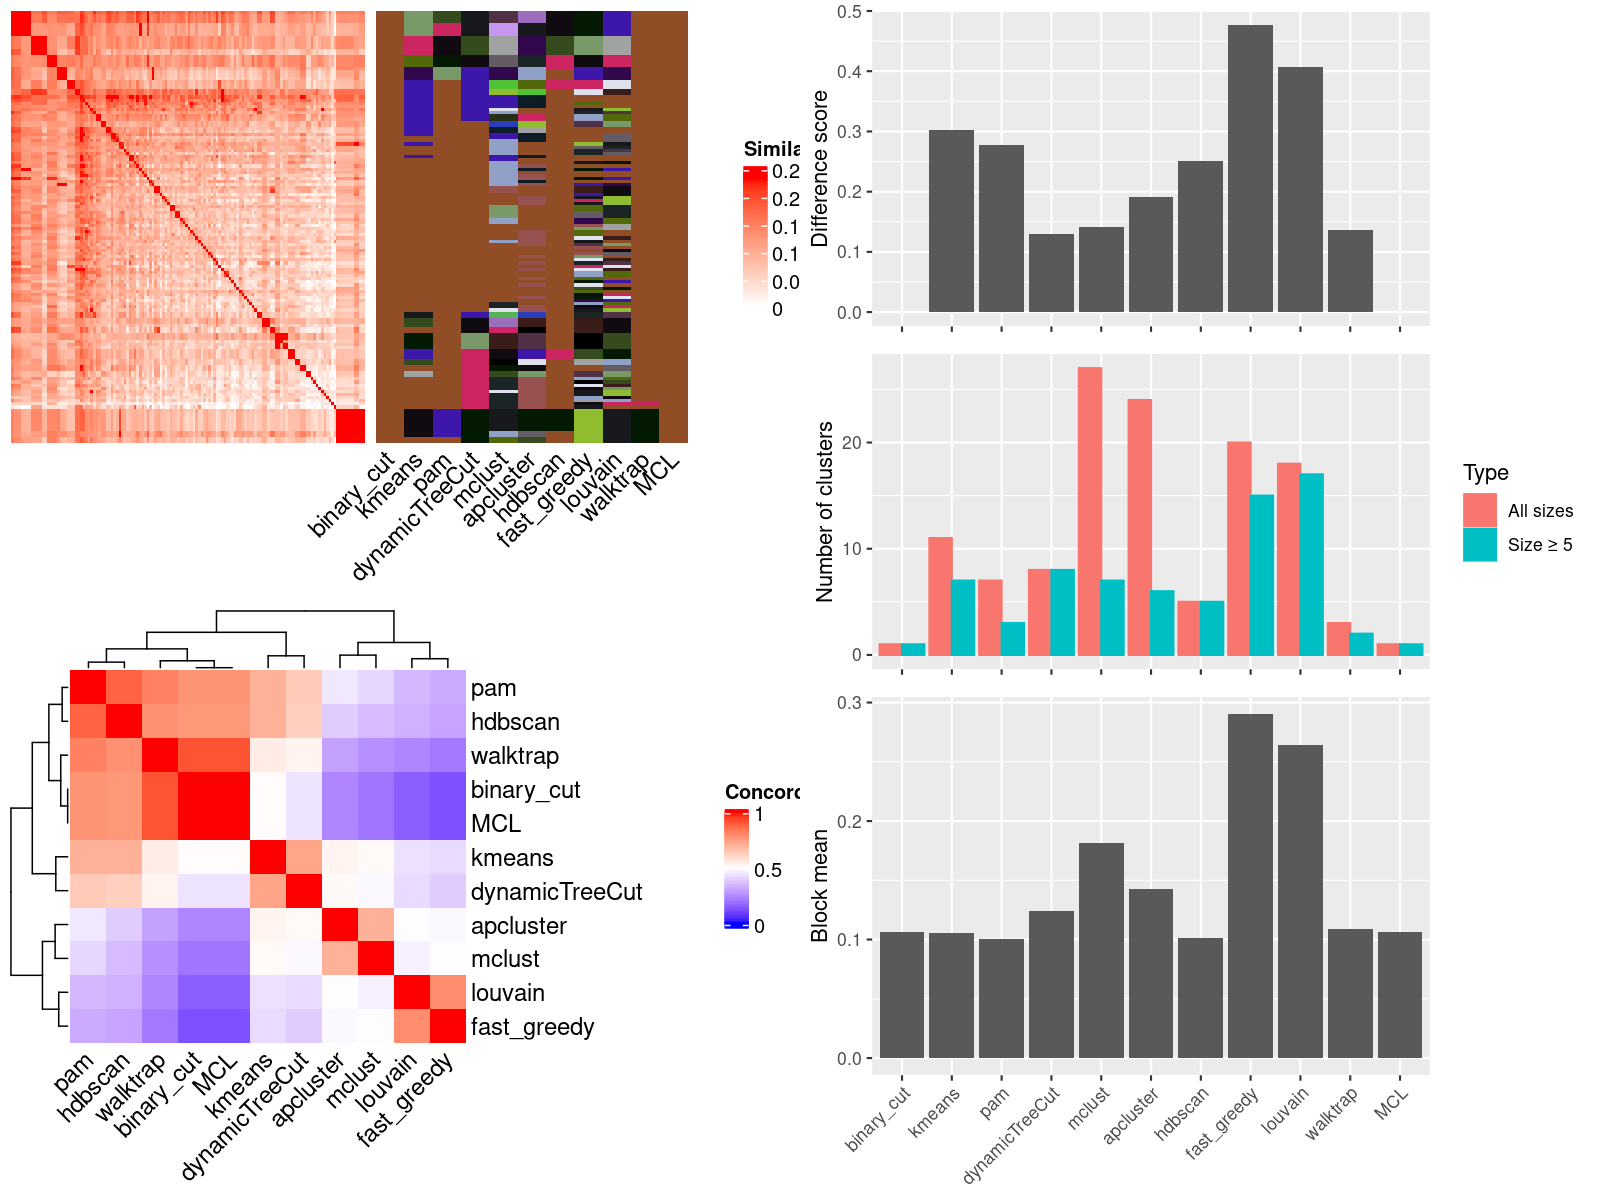 Simila
0.2
0.2
0.1
0.1
0.0
0
binary_cut
kmeans
pam
dynamicTreeCut
mclust
apcluster
hdbscan
fast_greedy
louvain
walktrap
MCL
pam
hdbscan
walktrap
binary_cut
MCL
kmeans
dynamicTreeCut
apcluster
mclust
louvain
fast_greedy
pam
hdbscan
walktrap
binary_cut
MCL
kmeans
dynamicTreeCut
apcluster
mclust
louvain
fast_greedy
Concord
1
0.5
0
Difference score
0.5
0.4
0.3
0.2
0.1
0.0
Number of clusters
20
10
0
Type
All sizes
Size ≥ 5
Block mean
0.3
0.2
0.1
0.0
binary_cut
kmeans
pam
dynamicTreeCut
mclust
apcluster
hdbscan
fast_greedy
louvain
walktrap
MCL